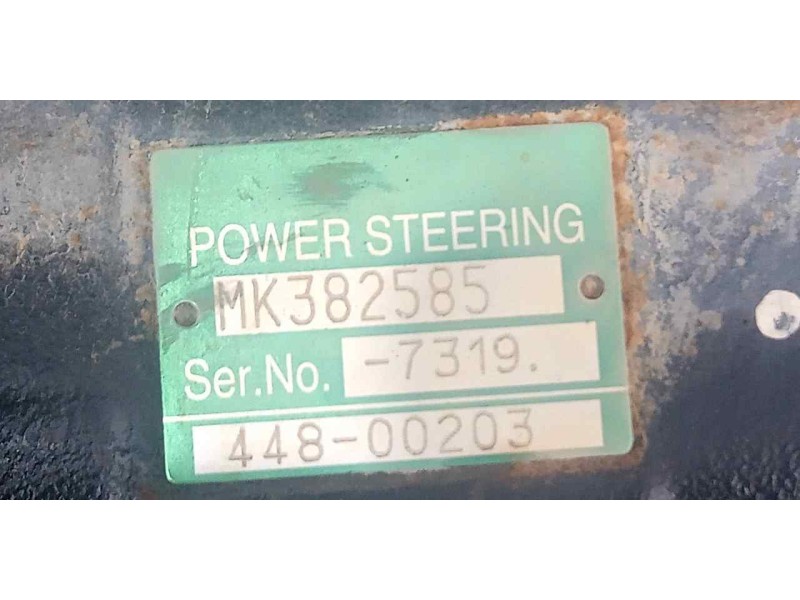 POWER STEERING
MK382585
Ser.No. -7319.
448-00203